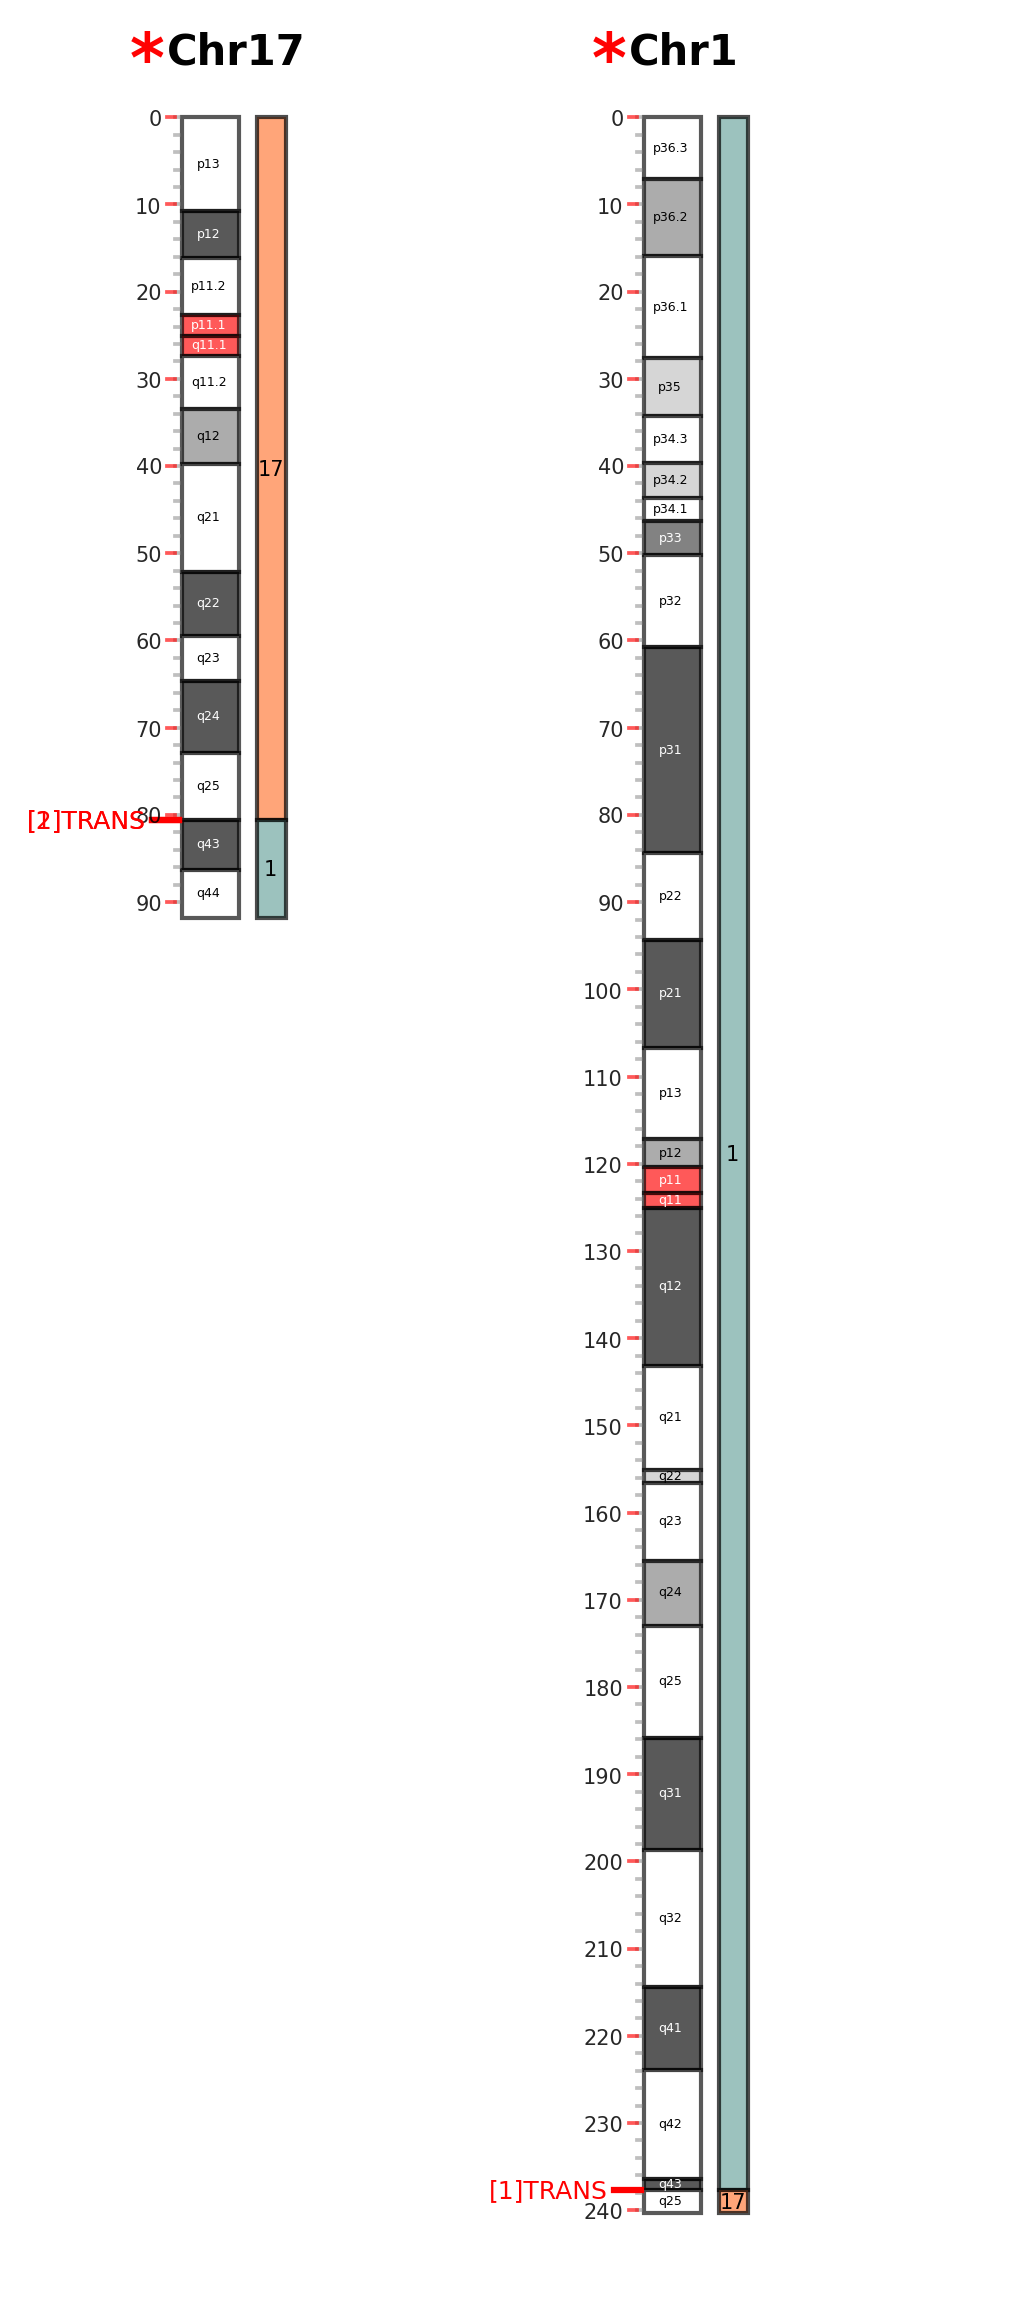 *Chr17
0
p13
10
p12
p11.2
20
p11.1
q11.1
30
q11.2
q12
40
17
q21
50
q22
60
q23
q24
70
q25
80
[2]TRANS
q43
1
q44
90
*Chr1
0
p36.3
10
p36.2
20
p36.1
30
p35
p34.3
40
p34.2
p34.1
p33
50
p32
60
70
p31
80
p22
90
p21
100
110
p13
p12
1
120
p11
q11
130
q12
140
q21
150
q22
160
q23
q24
170
q25
180
190
q31
200
q32
210
q41
220
q42
230
q43
[1]TRANS
q25
17
240